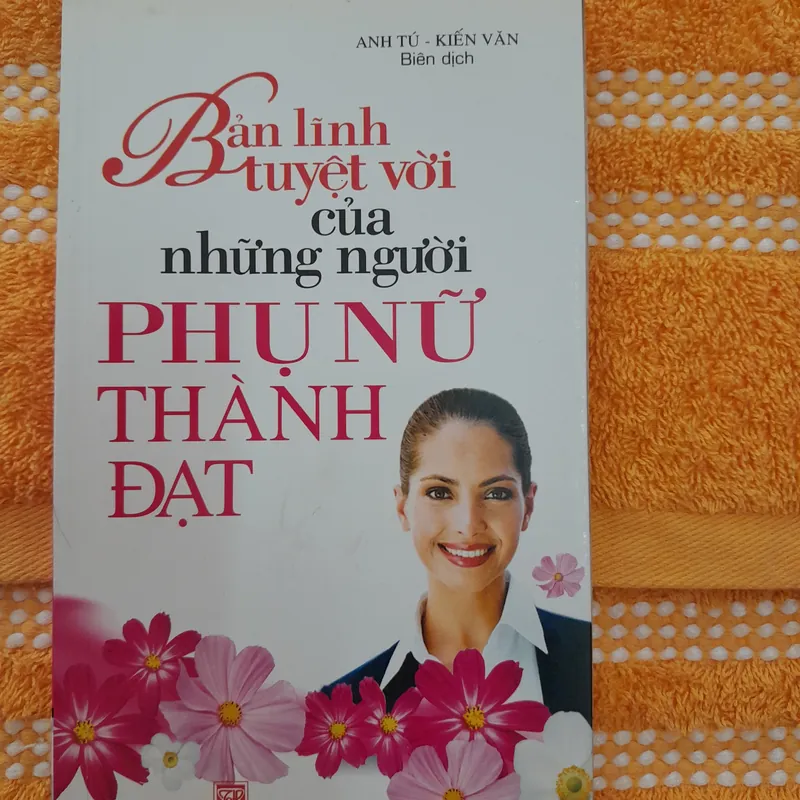 ANH TÚ - KIẾN VĂN
Biên dịch
Bản lĩnh
tuyệt vời
của
những người
PHỤ NỮ
THÀNH
ĐẠT